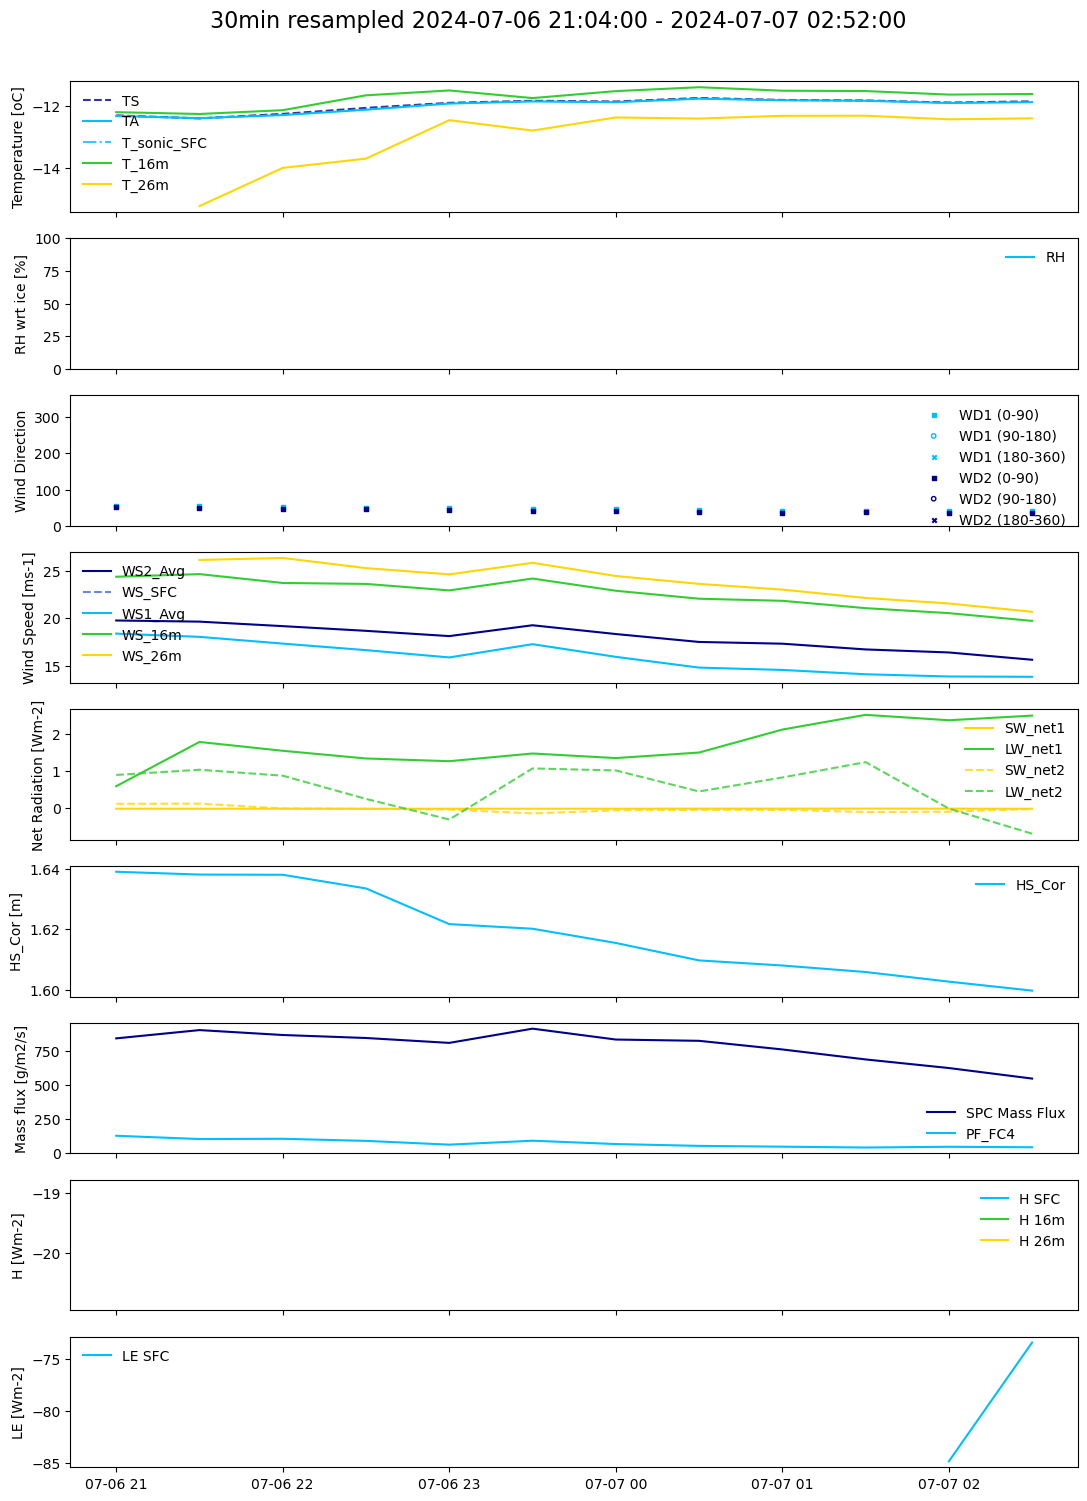 30min resampled 2024-07-06 21:04:00 - 2024-07-07 02:52:00
Temperature [oC]
−12
−14
TS
TA
T_sonic_SFC
T_16m
T_26m
RH wrt ice [%]
100
75
50
25
0
RH
Wind Direction
300
200
100
0
WD1 (0-90)
WD1 (90-180)
WD1 (180-360)
WD2 (0-90)
WD2 (90-180)
WD2 (180-360)
Wind Speed [ms-1]
25
20
15
WS2_Avg
WS_SFC
WS1_Avg
WS_16m
WS_26m
Net Radiation [Wm-2]
2
1
0
SW_net1
LW_net1
SW_net2
LW_net2
HS_Cor [m]
1.64
1.62
1.60
HS_Cor
Mass flux [g/m2/s]
750
500
250
0
SPC Mass Flux
PF_FC4
H [Wm-2]
−19
−20
H SFC
H 16m
H 26m
LE [Wm-2]
−75
−80
−85
LE SFC
07-06 21
07-06 22
07-06 23
07-07 00
07-07 01
07-07 02